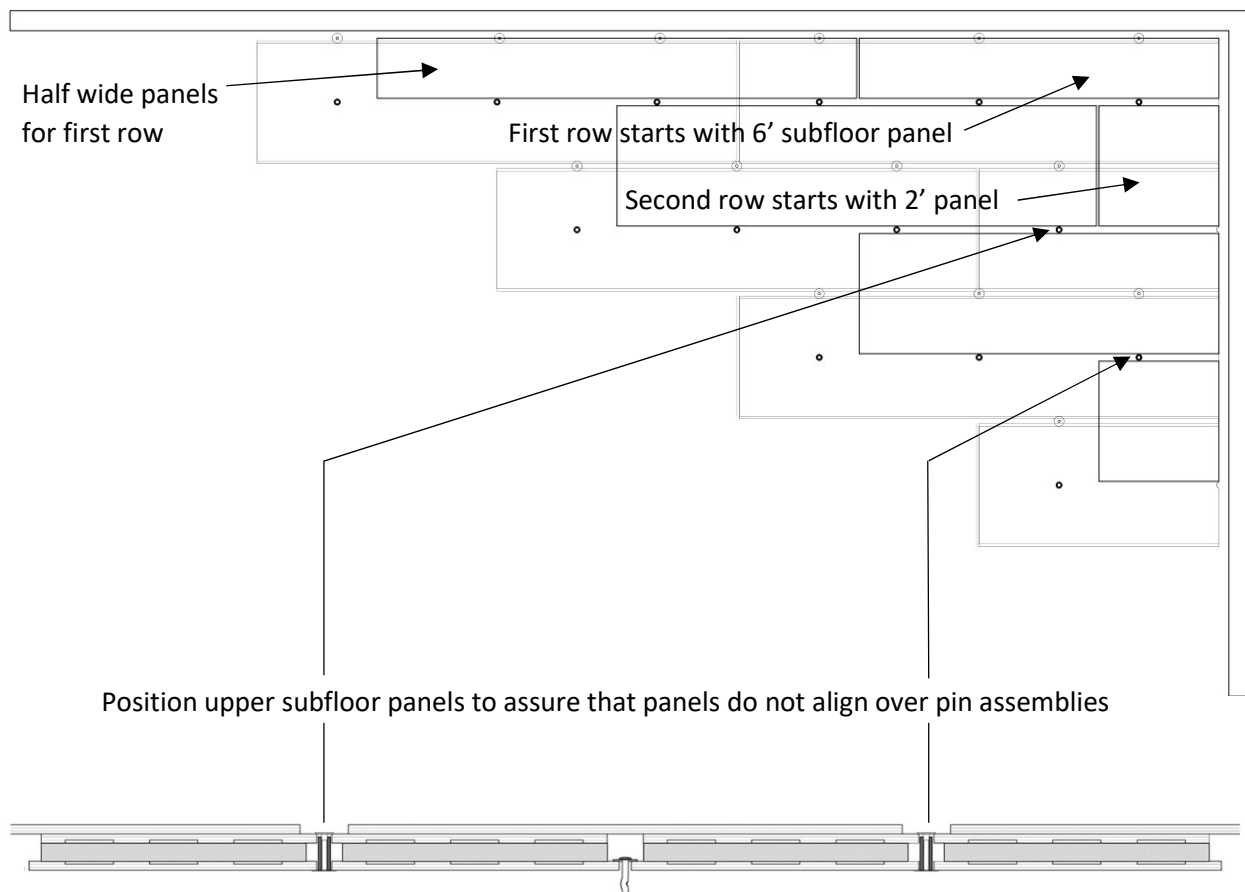 Half wide panels
for first row
First row starts with 6’ subfloor panel
Second row starts with 2’ panel
Position upper subfloor panels to assure that panels do not align over pin assemblies